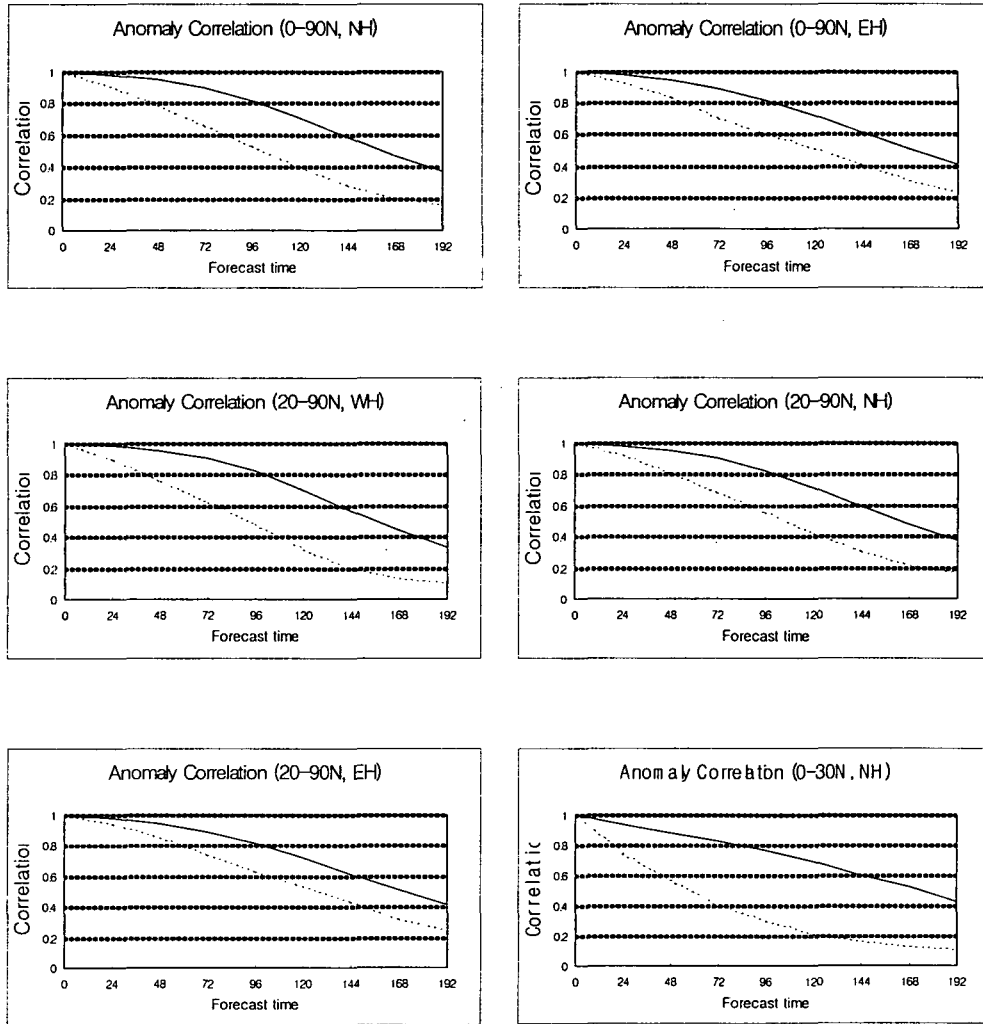 Anomaly Correlation (0-90N, NH)
Correlation
1
0.8
0.6
0.4
0.2
0
0 24 48 72 96 120 144 168 192
Forecast time
Anomaly Correlation (0-90N, EH)
Correlation
1
0.8
0.6
0.4
0.2
0
0 24 48 72 96 120 144 168 192
Forecast time
Anomaly Correlation (20-90N, WH)
Correlation
1
0.8
0.6
0.4
0.2
0
0 24 48 72 96 120 144 168 192
Forecast time
Anomaly Correlation (20-90N, NH)
Correlation
1
0.8
0.6
0.4
0.2
0
0 24 48 72 96 120 144 168 192
Forecast time
Anomaly Correlation (20-90N, EH)
Correlation
1
0.8
0.6
0.4
0.2
0
0 24 48 72 96 120 144 168 192
Forecast time
Anomaly Correlation (0-30N, NH)
Correlatic
1
0.8
0.6
0.4
0.2
0
0 24 48 72 96 120 144 168 192
Forecast time